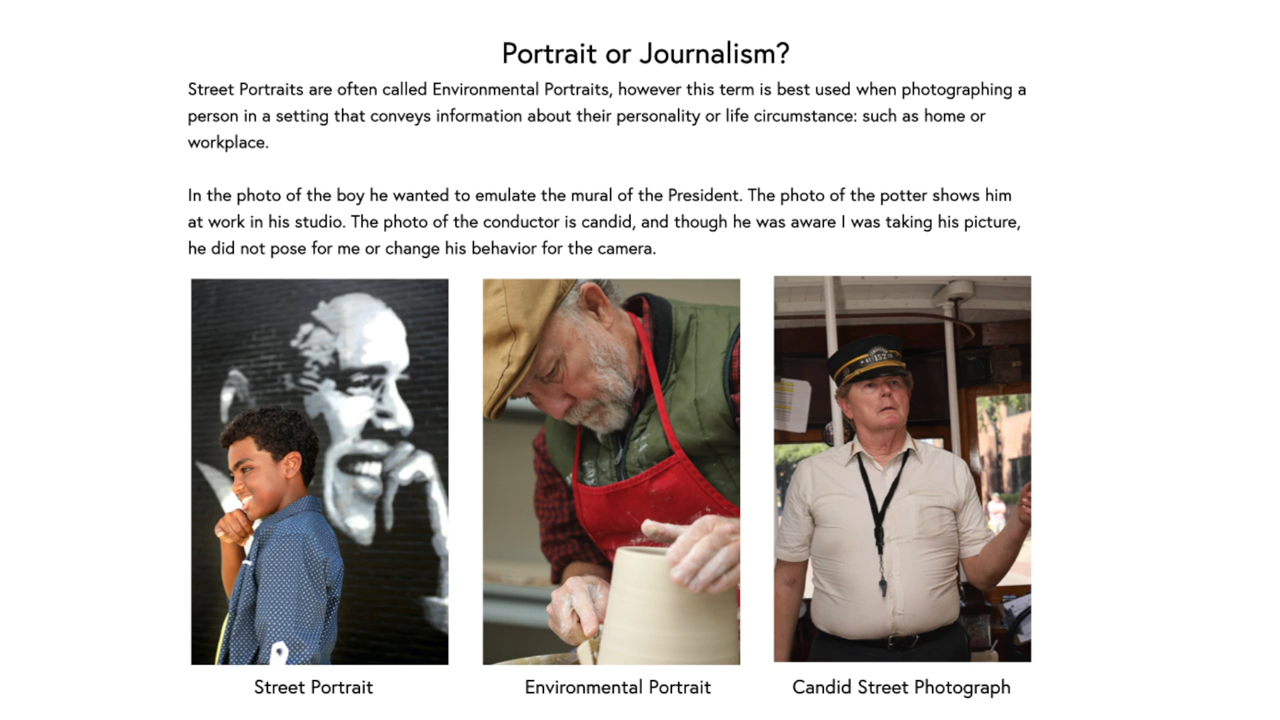 Portrait or Journalism?
Street Portraits are often called Environmental Portraits, however this term is best used when photographing a
person in a setting that conveys information about their personality or life circumstance: such as home or
workplace.
In the photo of the boy he wanted to emulate the mural of the President. The photo of the potter shows him
at work in his studio. The photo of the conductor is candid, and though he was aware I was taking his picture,
he did not pose for me or change his behavior for the camera.
Street Portrait
Environmental Portrait
Candid Street Photograph